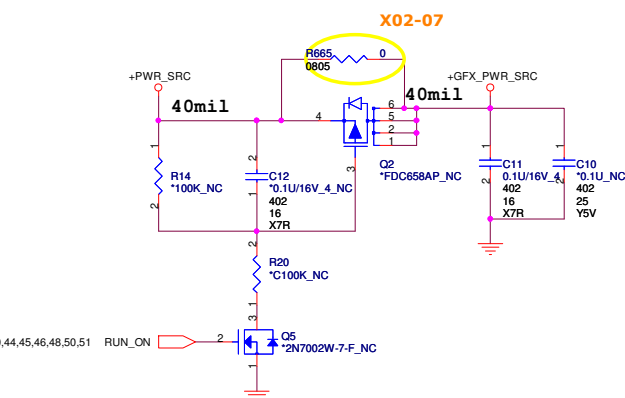 X02-07
R665 0
0805
+PWR_SRC
+GFX_PWR_SRC
40mil
40mil
4
6
5
2
1
3
Q2
*FDC658AP_NC
1
R14
*100K_NC
2
2
C12
*0.1U/16V_4_NC
1
402
16
X7R
1
C11
0.1U/16V_4
2
402
16
X7R
1
C10
*0.1U_NC
2
402
25
Y5V
2
R20
*C100K_NC
1
3
Q5
*2N7002W-7-F_NC
2
1
,44,45,46,48,50,51 RUN_ON